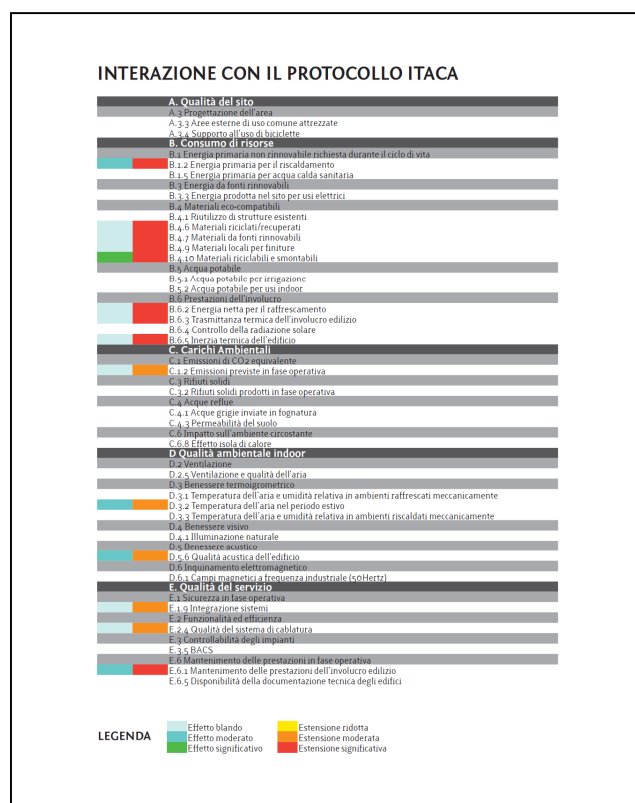 INTERAZIONE CON IL PROTOCOLLO ITACA
A. Qualità del sito
A.3 Progettazione dell'area
A.3.3 Aree esterne di uso comune attrezzate
A.3.4 Supporto all'uso di biciclette
B. Consumo di risorse
B.1 Energia primaria non rinnovabile richiesta durante il ciclo di vita
B.1.2 Energia primaria per il riscaldamento
B.1.5 Energia primaria per acqua calda sanitaria
B.3 Energia da fonti rinnovabili
B.3.3 Energia prodotta nel sito per usi elettrici
B.4 Materiali eco-compatibili
B.4.1 Riutilizzo di strutture esistenti
B.4.6 Materiali riciclati/recuperati
B.4.7 Materiali da fonti rinnovabili
B.4.9 Materiali locali per finiture
B.4.10 Materiali riciclabili e smontabili
B.5 Acqua potabile
B.5.1 Acqua potabile per irrigazione
B.5.2 Acqua potabile per usi indoor
B.6 Prestazioni dell'involucro
B.6.2 Energia netta per il raffrescamento
B.6.3 Trasmittanza termica dell'involucro edilizio
B.6.4 Controllo della radiazione solare
B.6.5 Inerzia termica dell'edificio
C. Carichi Ambientali
C.1 Emissioni di CO2 equivalente
C.1.2 Emissioni previste in fase operativa
C.3 Rifiuti solidi
C.3.2 Rifiuti solidi prodotti in fase operativa
C.4 Acque reflue
C.4.1 Acque grigie inviate in fognatura
C.4.3 Permeabilità del suolo
C.6 Impatto sull'ambiente circostante
C.6.8 Effetto isola di calore
D Qualità ambientale indoor
D.2 Ventilazione
D.2.5 Ventilazione e qualità dell'aria
D.3 Benessere termoigrometrico
D.3.1 Temperatura dell'aria e umidità relativa in ambienti raffrescati meccanicamente
D.3.2 Temperatura dell'aria nel periodo estivo
D.3.3 Temperatura dell'aria e umidità relativa in ambienti riscaldati meccanicamente
D.4 Benessere visivo
D.4.1 Illuminazione naturale
D.5 Benessere acustico
D.5.6 Qualità acustica dell'edificio
D.6 Inquinamento elettromagnetico
D.6.1 Campi magnetici a frequenza industriale (50Hertz)
E. Qualità del servizio
E.1 Sicurezza in fase operativa
E.1.9 Integrazione sistemi
E.2 Funzionalità ed efficienza
E.2.4 Qualità del sistema di cablatura
E.3 Controllabilità degli impianti
E.3.5 BACS
E.6 Mantenimento delle prestazioni in fase operativa
E.6.1 Mantenimento delle prestazioni dell'involucro edilizio
E.6.5 Disponibilità della documentazione tecnica degli edifici
LEGENDA
Effetto blando
Effetto moderato
Effetto significativo
Estensione ridotta
Estensione moderata
Estensione significativa